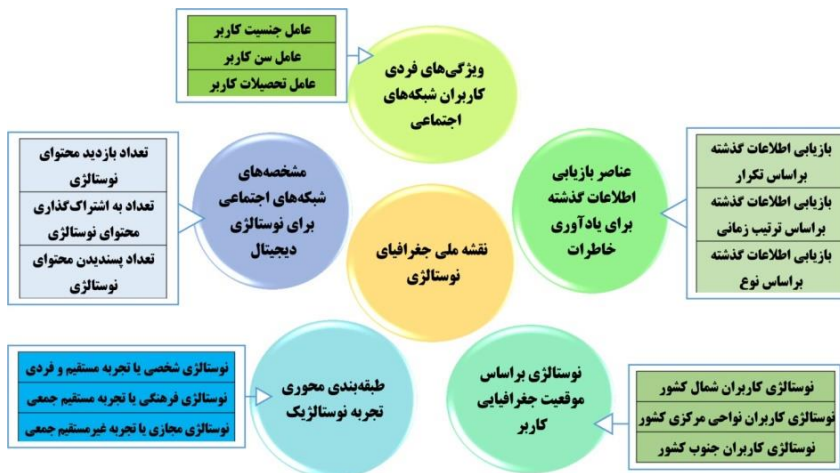 عامل جنسیت کاربر
عامل سن کاربر
عامل تحصیلات کاربر
ویژگی‌های فردی
کاربران شبکه‌های
اجتماعی
بازیابی اطلاعات گذشته
براساس تکرار
بازیابی اطلاعات گذشته
براساس ترتیب زمانی
بازیابی اطلاعات گذشته
براساس نوع
عناصر بازیابی
اطلاعات گذشته
برای یادآوری
خاطرات
مشخصه‌های
شبکه‌های اجتماعی
برای نوستالژی
دیجیتال
تعداد بازدید محتوای
نوستالژی
تعداد به اشتراک‌گذاری
محتوای نوستالژی
تعداد پسندیدن محتوای
نوستالژی
نقشه ملی جغرافیای
نوستالژی
نوستالژی کاربران شمال کشور
نوستالژی کاربران نواحی مرکزی کشور
نوستالژی کاربران جنوب کشور
نوستالژی براساس
موقعیت جغرافیایی
کاربر
طبقه‌بندی محوری
تجربه نوستالژیک
نوستالژی شخصی یا تجربه مستقیم و فردی
نوستالژی فرهنگی یا تجربه مستقیم جمعی
نوستالژی مجازی یا تجربه غیرمستقیم جمعی